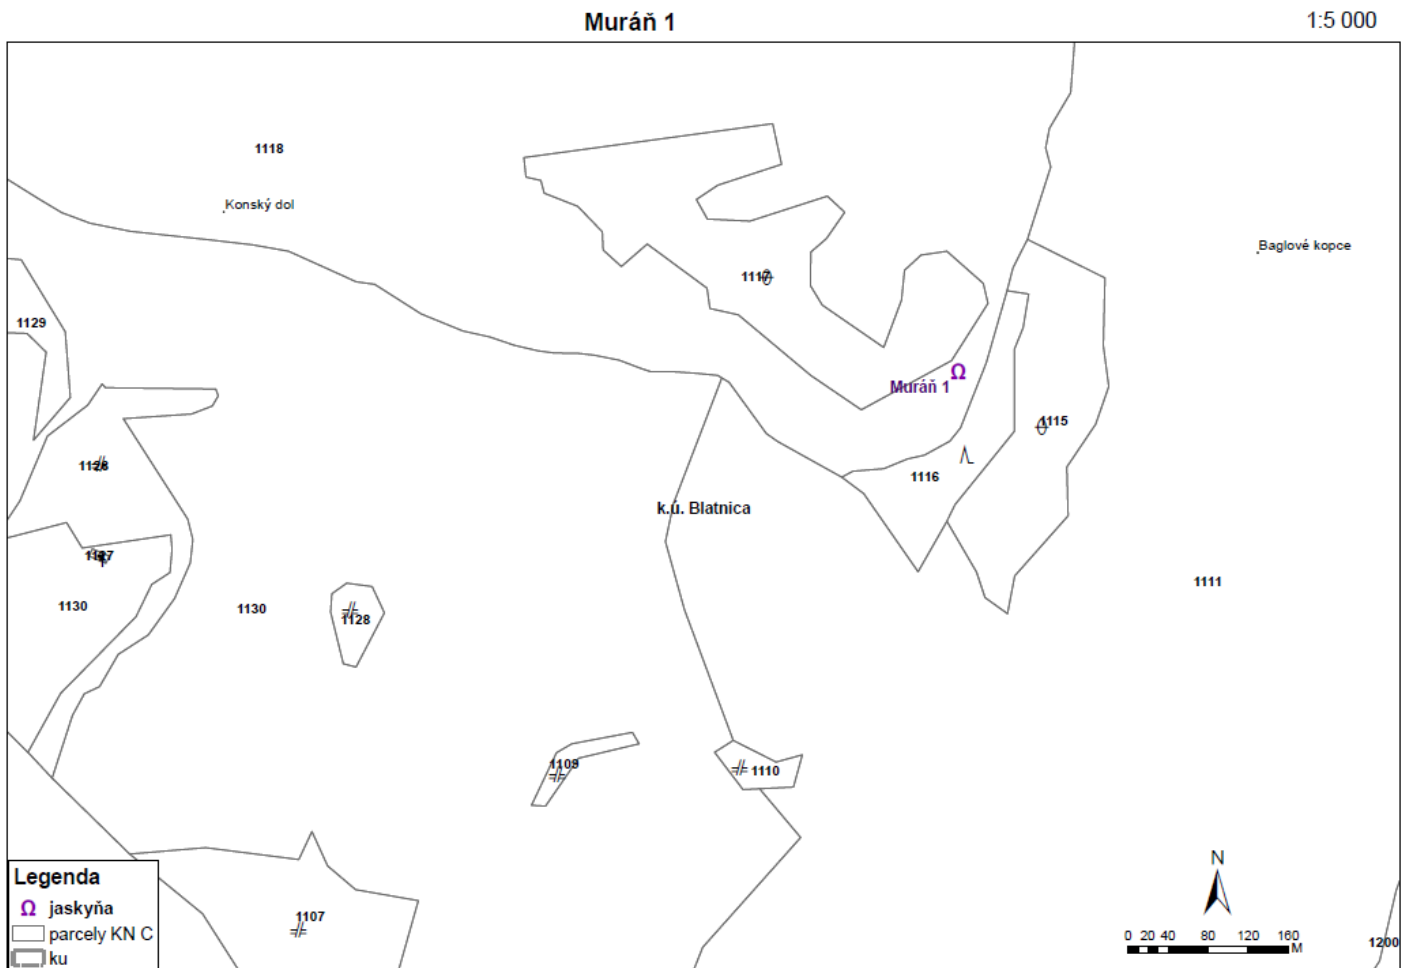 Muráň 1
1:5 000
1118
Konský dol
Baglové kopce
1117
1129
Muráň 1
1115
1128
1116
k.ú. Blatnica
1127
1111
1130
1130
1128
1109
1110
N
Legenda
Ω jaskyňa
parcely KN C
ku
1107
0 20 40 80 120 160
M
1200